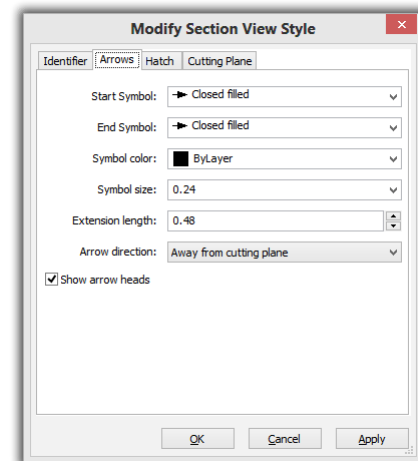 Modify Section View Style
Identifier Arrows Hatch Cutting Plane
Start Symbol: Closed filled
End Symbol: Closed filled
Symbol color: ByLayer
Symbol size: 0.24
Extension length: 0.48
Arrow direction: Away from cutting plane
Show arrow heads
OK Cancel Apply